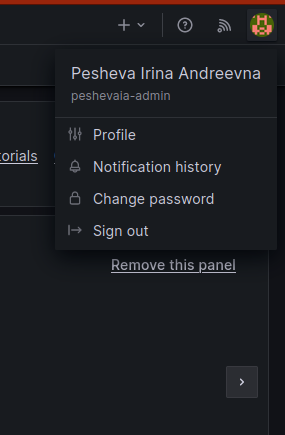 Pesheva Irina Andreevna
peshevaia-admin
Profile
Notification history
Change password
Sign out
torials
Remove this panel